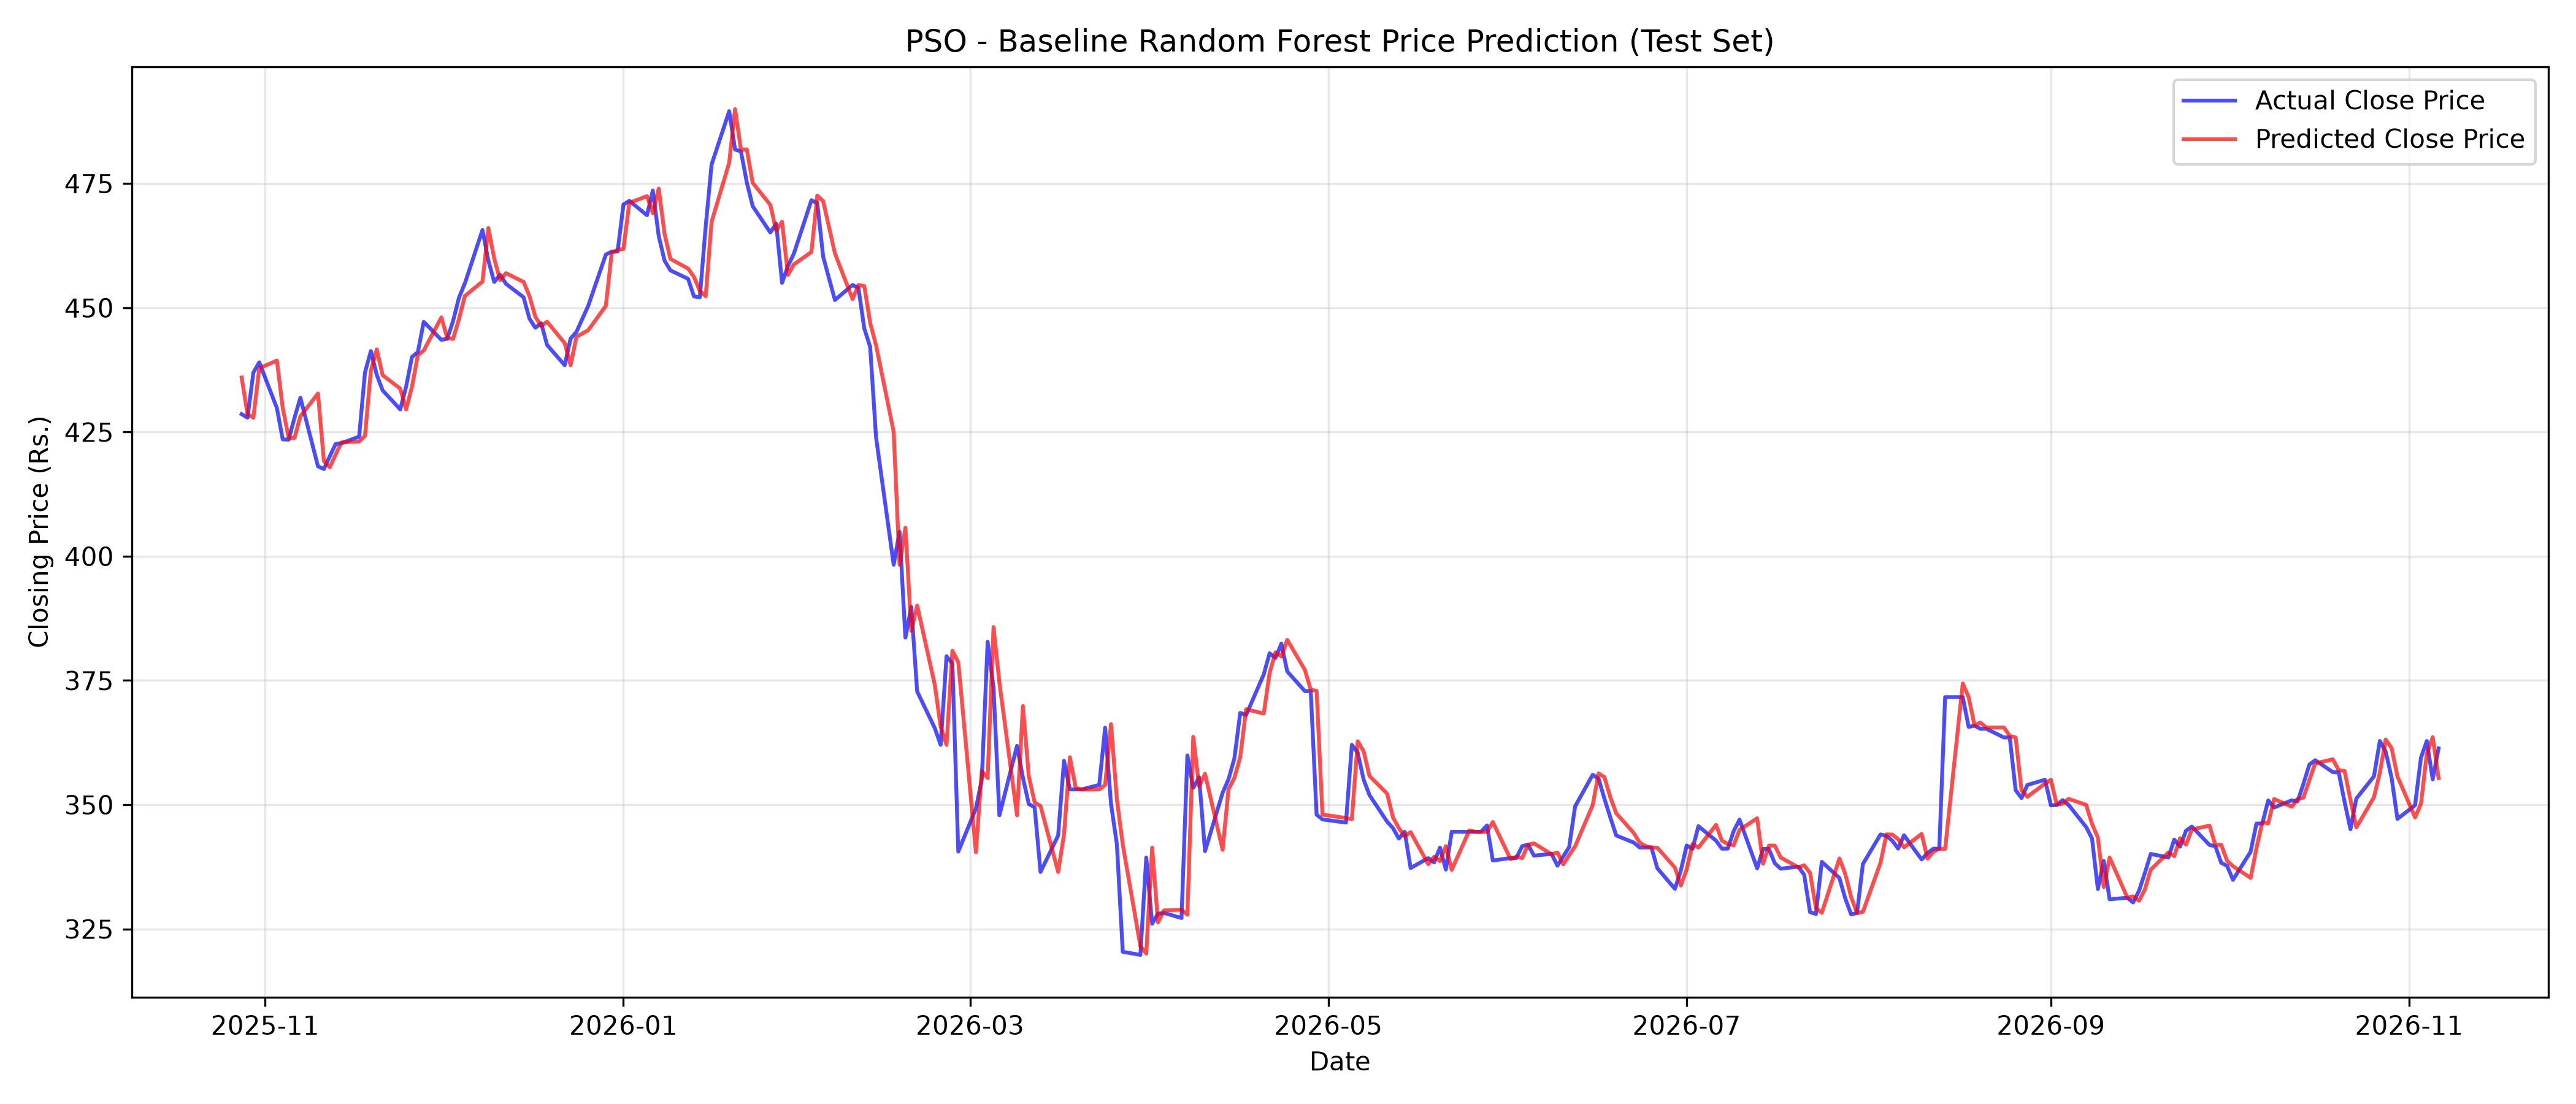 PSO - Baseline Random Forest Price Prediction (Test Set)
Actual Close Price
Predicted Close Price
Closing Price (Rs.)
475
450
425
400
375
350
325
2025-11
2026-01
2026-03
2026-05
2026-07
2026-09
2026-11
Date